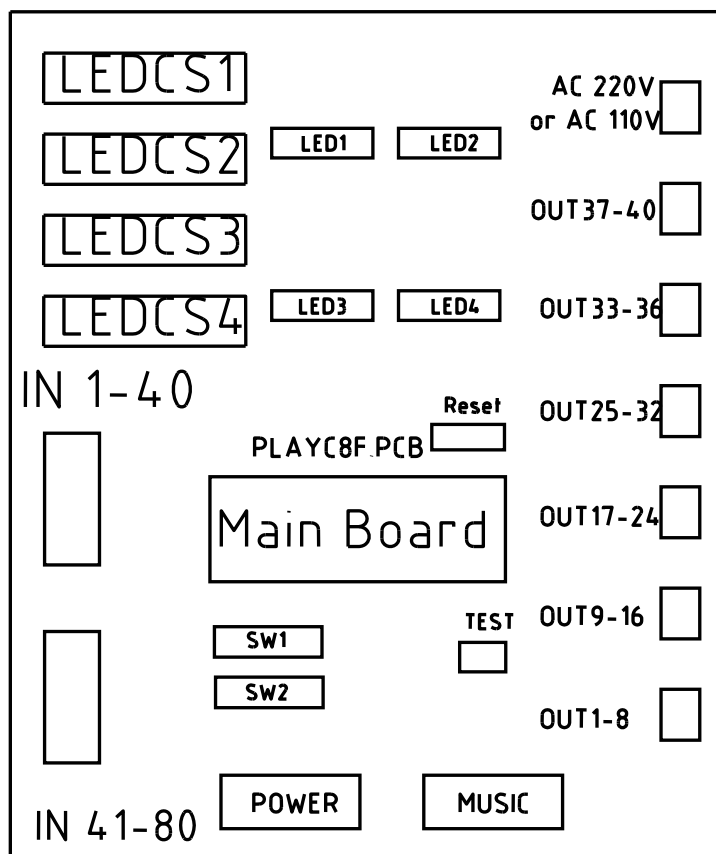 LEDCS1
AC 220V
or AC 110V
LEDCS2
LED1
LED2
OUT37-40
LEDCS3
LEDCS4
LED3
LED4
OUT33-36
IN 1-40
Reset
OUT25-32
PLAYC8F.PCB
Main Board
OUT17-24
TEST
OUT9-16
SW1
SW2
OUT1-8
POWER
MUSIC
IN 41-80